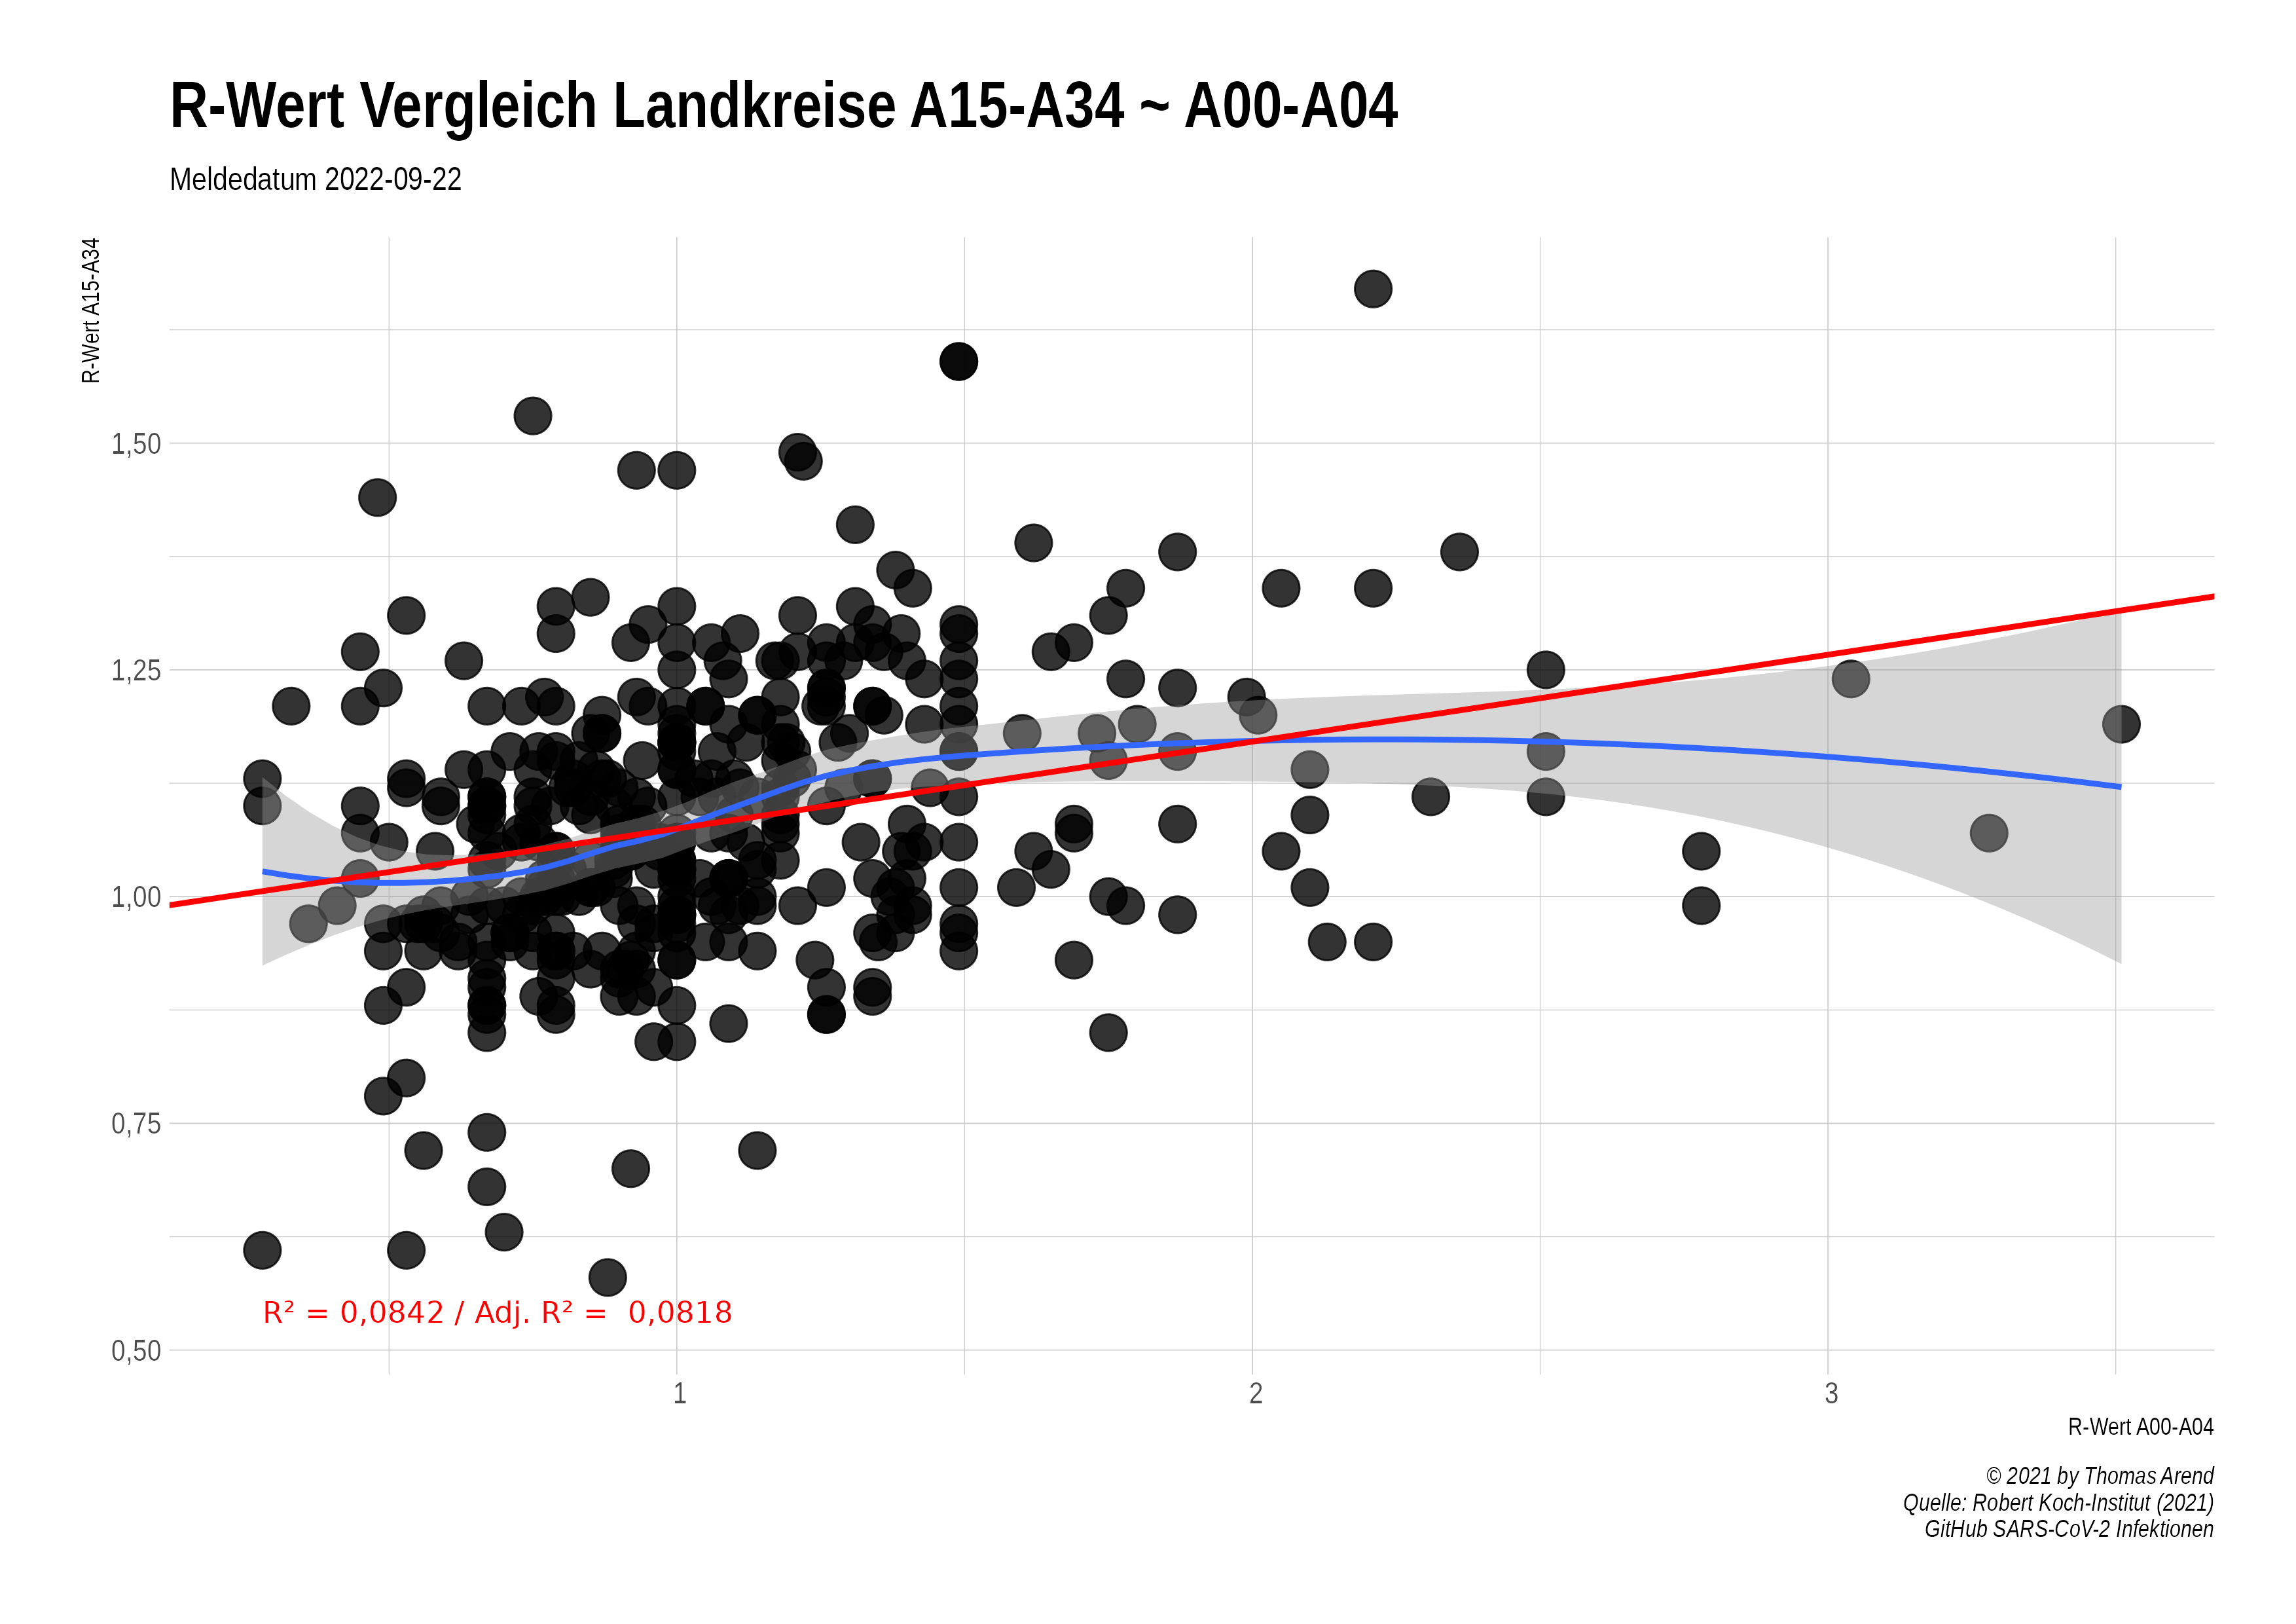 R-Wert Vergleich Landkreise A15-A34 ~ A00-A04
Meldedatum 2022-09-22
R-Wert A15-A34
1,50
1,25
1,00
0,75
0,50
R² = 0,0842 / Adj. R² =  0,0818
1
2
3
R-Wert A00-A04
© 2021 by Thomas Arend
Quelle: Robert Koch-Institut (2021)
GitHub SARS-CoV-2 Infektionen